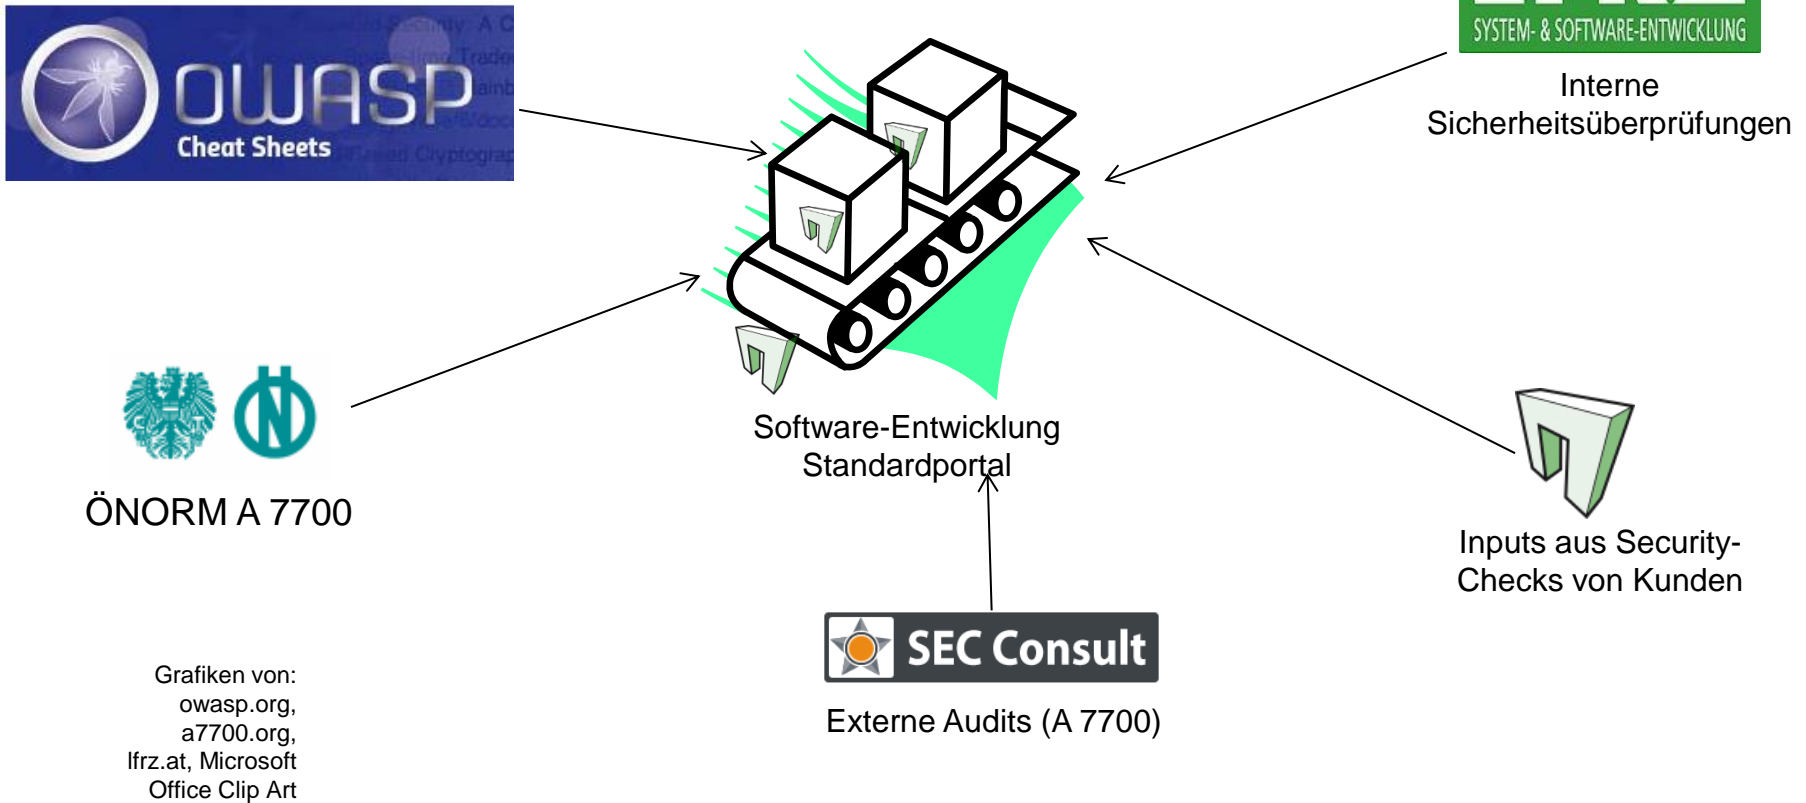 OWASP
Cheat Sheets
SYSTEM- & SOFTWARE-ENTWICKLUNG
Interne
Sicherheitsüberprüfungen
Software-Entwicklung
Standardportal
ÖNORM A 7700
Inputs aus Security-
Checks von Kunden
SEC Consult
Externe Audits (A 7700)
Grafiken von:
owasp.org,
a7700.org,
lfrz.at, Microsoft
Office Clip Art